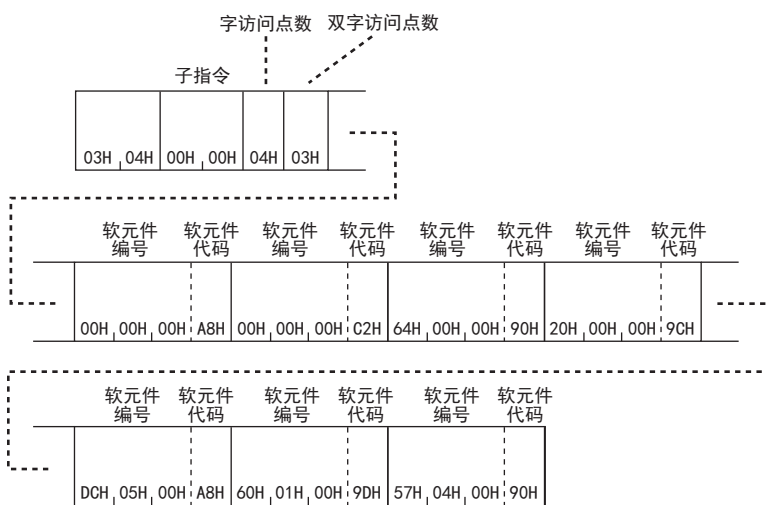 字访问点数 双字访问点数
子指令
03H 04H 00H 00H 04H 03H
软元件 软元件 软元件 软元件 软元件 软元件 软元件 软元件
编号 代码 编号 代码 编号 代码 编号 代码
00H 00H 00H A8H 00H 00H 00H C2H 64H 00H 00H 90H 20H 00H 00H 9CH
软元件 软元件 软元件 软元件 软元件 软元件
编号 代码 编号 代码 编号 代码
DCH 05H 00H A8H 60H 01H 00H 9DH 57H 04H 00H 90H